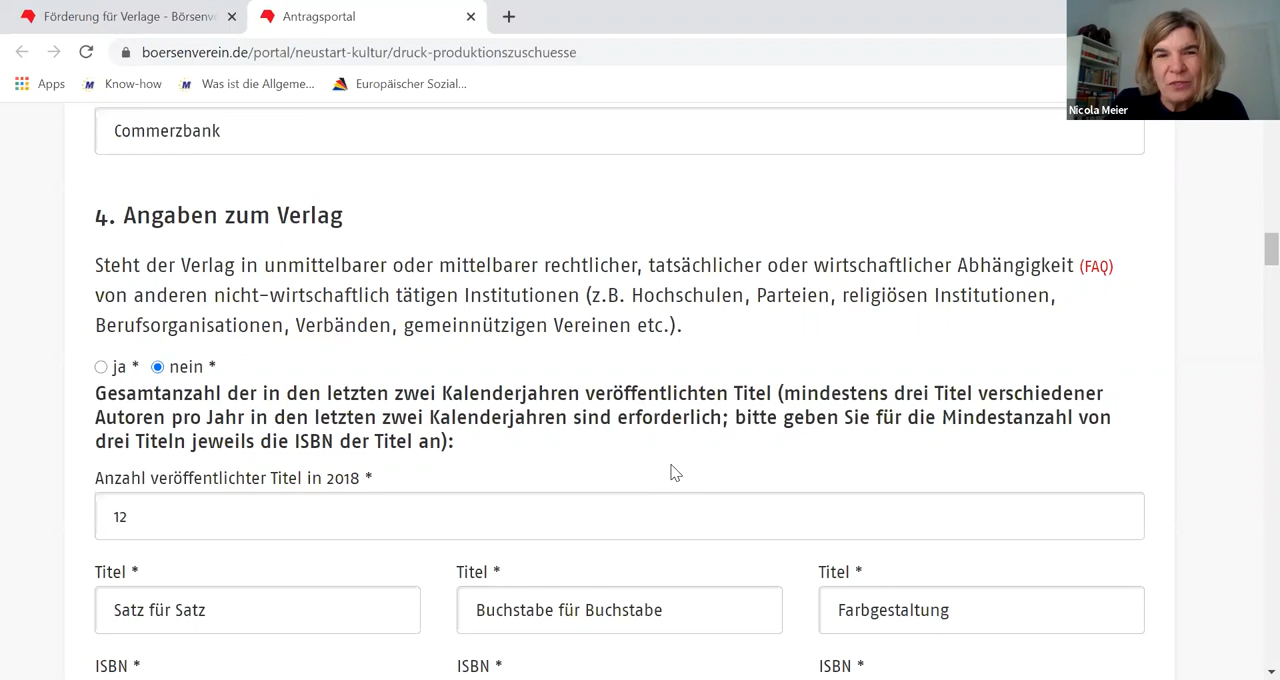 Förderung für Verlage - Börsenv
Antragsportal
boersenverein.de/portal/neustart-kultur/druck-produktionszuschuesse
Apps
Know-how
Was ist die Allgeme...
Europäischer Sozial...
Nicola Meier
Commerzbank
4. Angaben zum Verlag
Steht der Verlag in unmittelbarer oder mittelbarer rechtlicher, tatsächlicher oder wirtschaftlicher Abhängigkeit (FAQ)
von anderen nicht-wirtschaftlich tätigen Institutionen (z.B. Hochschulen, Parteien, religiösen Institutionen,
Berufsorganisationen, Verbänden, gemeinnützigen Vereinen etc.).
ja * nein *
Gesamtanzahl der in den letzten zwei Kalenderjahren veröffentlichten Titel (mindestens drei Titel verschiedener
Autoren pro Jahr in den letzten zwei Kalenderjahren sind erforderlich; bitte geben Sie für die Mindestanzahl von
drei Titeln jeweils die ISBN der Titel an):
Anzahl veröffentlichter Titel in 2018 *
12
Titel * Titel * Titel *
Satz für Satz Buchstabe für Buchstabe Farbgestaltung
ISBN * ISBN * ISBN *